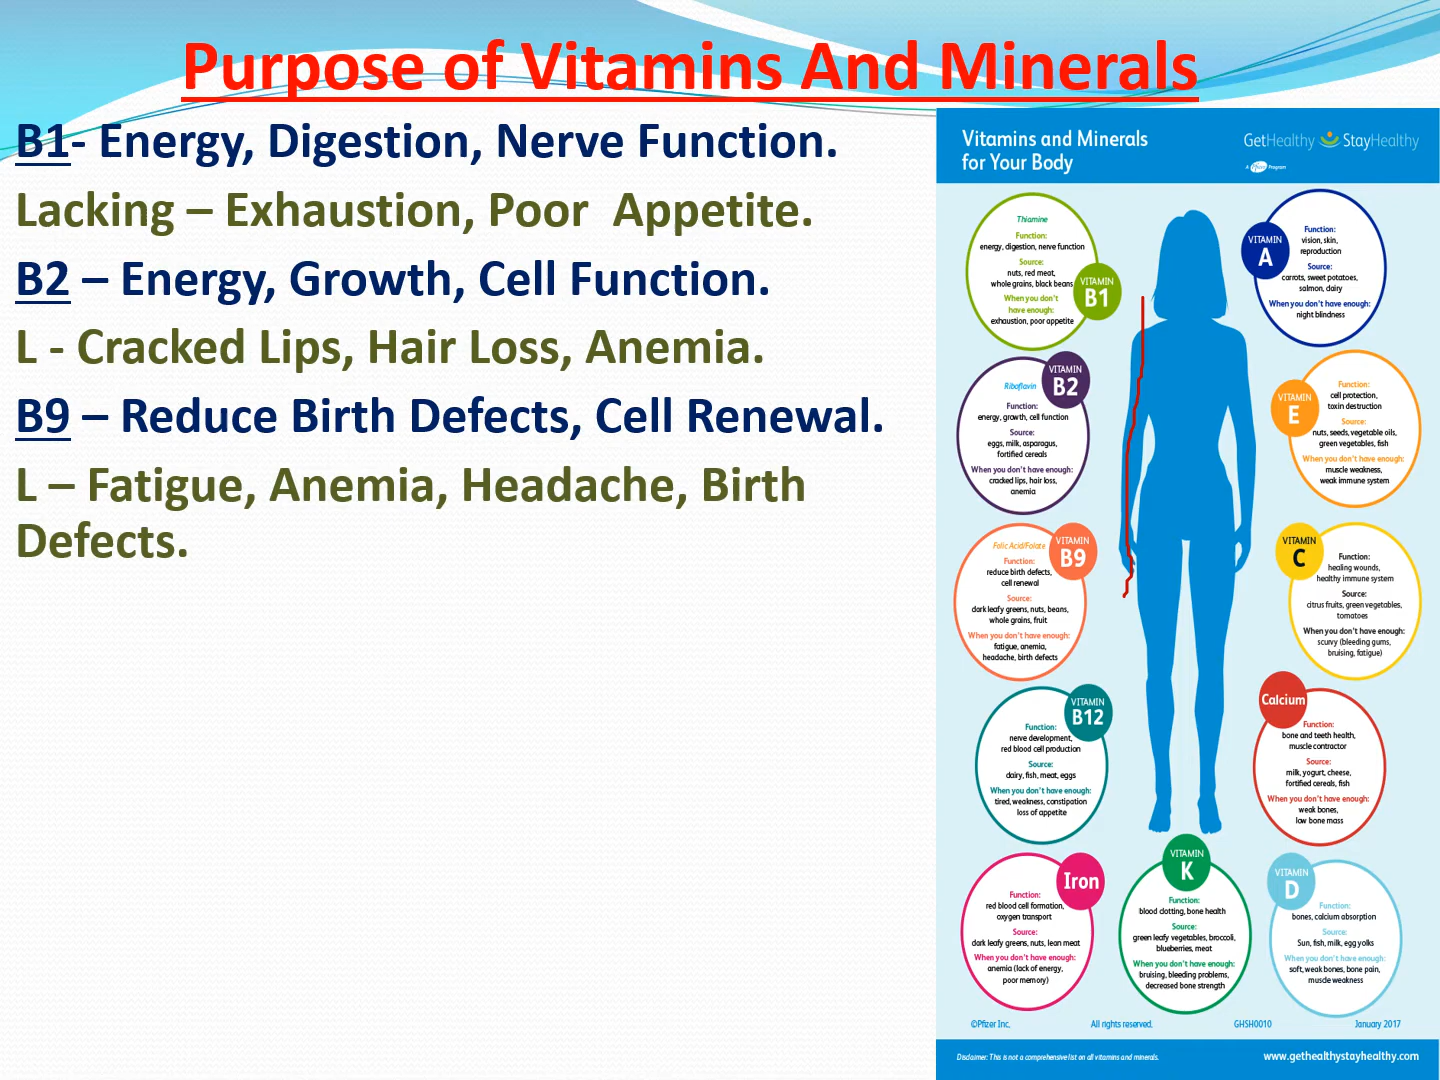 Purpose of Vitamins And Minerals
B1- Energy, Digestion, Nerve Function.
Lacking – Exhaustion, Poor Appetite.
B2 – Energy, Growth, Cell Function.
L - Cracked Lips, Hair Loss, Anemia.
B9 – Reduce Birth Defects, Cell Renewal.
L – Fatigue, Anemia, Headache, Birth
Defects.
Vitamins and Minerals
for Your Body
GetHealthy StayHealthy
A Pfizer Program
Thiamine
Function:
energy, digestion, nerve function
Source:
nuts, red meat,
whole grains, black beans
When you don't
have enough:
exhaustion, poor appetite
VITAMIN
B1
VITAMIN
A
Function:
vision, skin,
reproduction
Source:
carrots, sweet potatoes,
salmon, dairy
When you don't have enough:
night blindness
VITAMIN
B2
Riboflavin
Function:
energy, growth, cell function
Source:
eggs, milk, asparagus,
fortified cereals
When you don't have enough:
cracked lips, hair loss,
anemia
VITAMIN
E
Function:
cell protection,
toxin destruction
Source:
nuts, seeds, vegetable oils,
green vegetables, fish
When you don't have enough:
muscle weakness,
weak immune system
VITAMIN
B9
Folic Acid/Folate
Function:
reduce birth defects,
cell renewal
Source:
dark leafy greens, nuts, beans,
whole grains, fruit
When you don't have enough:
fatigue, anemia,
headache, birth defects
VITAMIN
C
Function:
healing wounds,
healthy immune system
Source:
citrus fruits, green vegetables,
tomatoes
When you don't have enough:
scurvy (bleeding gums,
bruising, fatigue)
VITAMIN
B12
Function:
nerve development,
red blood cell production
Source:
dairy, fish, meat, eggs
When you don't have enough:
tired, weakness, constipation
loss of appetite
Calcium
Function:
bone and teeth health,
muscle contractor
Source:
milk, yogurt, cheese,
fortified cereals, fish
When you don't have enough:
weak bones,
low bone mass
Iron
Function:
red blood cell formation,
oxygen transport
Source:
dark leafy greens, nuts, lean meat
When you don't have enough:
anemia (lack of energy,
poor memory)
VITAMIN
K
Function:
blood clotting, bone health
Source:
green leafy vegetables, broccoli,
blueberries, meat
When you don't have enough:
bruising, bleeding problems,
decreased bone strength
VITAMIN
D
Function:
bones, calcium absorption
Source:
Sun, fish, milk, egg yolks
When you don't have enough:
soft, weak bones, bone pain,
muscle weakness
©Pfizer Inc. All rights reserved. GHSH0010 January 2017
Disclaimer: This is not a comprehensive list on all vitamins and minerals. www.gethealthystayhealthy.com